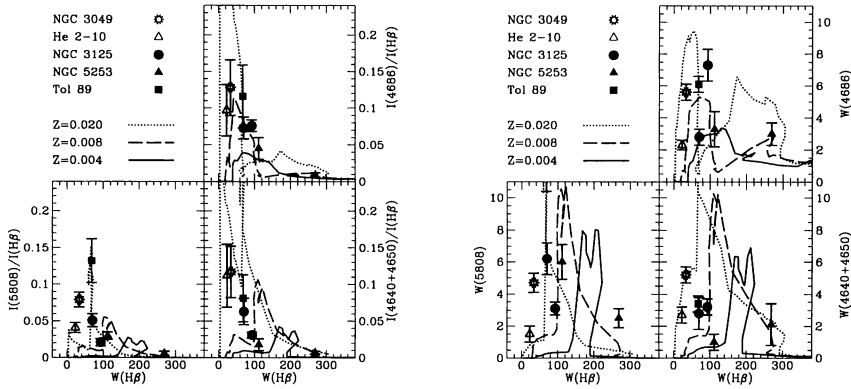 NGC 3049
He 2-10
NGC 3125
NGC 5253
Tol 89
Z=0.020
Z=0.008
Z=0.004
0.2
0.15
0.1
0.05
0
I(4686)/I(Hβ)
0.2
0.15
0.1
0.05
0
I(5808)/I(Hβ)
0.2
0.15
0.1
0.05
0
I(4640+4650)/I(Hβ)
0 100 200 300
W(Hβ)
0 100 200 300
W(Hβ)
NGC 3049
He 2-10
NGC 3125
NGC 5253
Tol 89
Z=0.020
Z=0.008
Z=0.004
10
8
6
4
2
0
W(4686)
10
8
6
4
2
0
W(5808)
10
8
6
4
2
0
W(4640+4650)
0 100 200 300
W(Hβ)
0 100 200 300
W(Hβ)